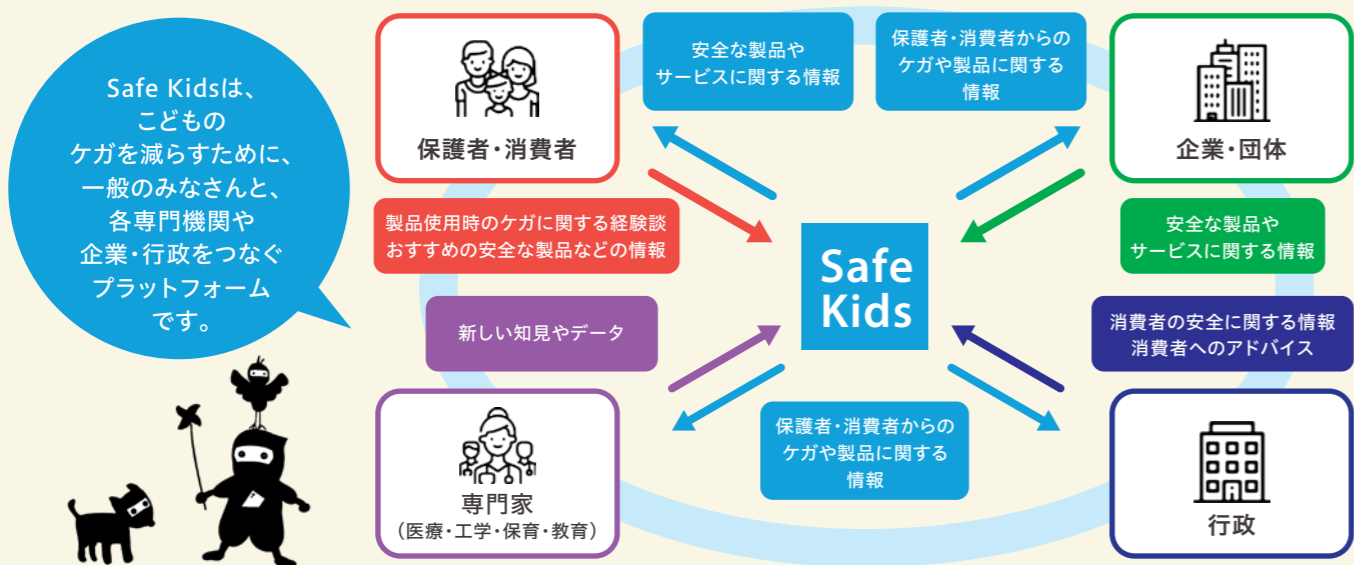 Safe Kidsは、
こどもの
ケガを減らすために、
一般のみなさんと、
各専門機関や
企業・行政をつなぐ
プラットフォーム
です。
保護者・消費者
安全な製品や
サービスに関する情報
保護者・消費者からの
ケガや製品に関する
情報
企業・団体
製品使用時のケガに関する経験談
おすすめの安全な製品などの情報
Safe
Kids
安全な製品や
サービスに関する情報
新しい知見やデータ
消費者の安全に関する情報
消費者へのアドバイス
専門家
（医療・工学・保育・教育）
保護者・消費者からの
ケガや製品に関する
情報
行政